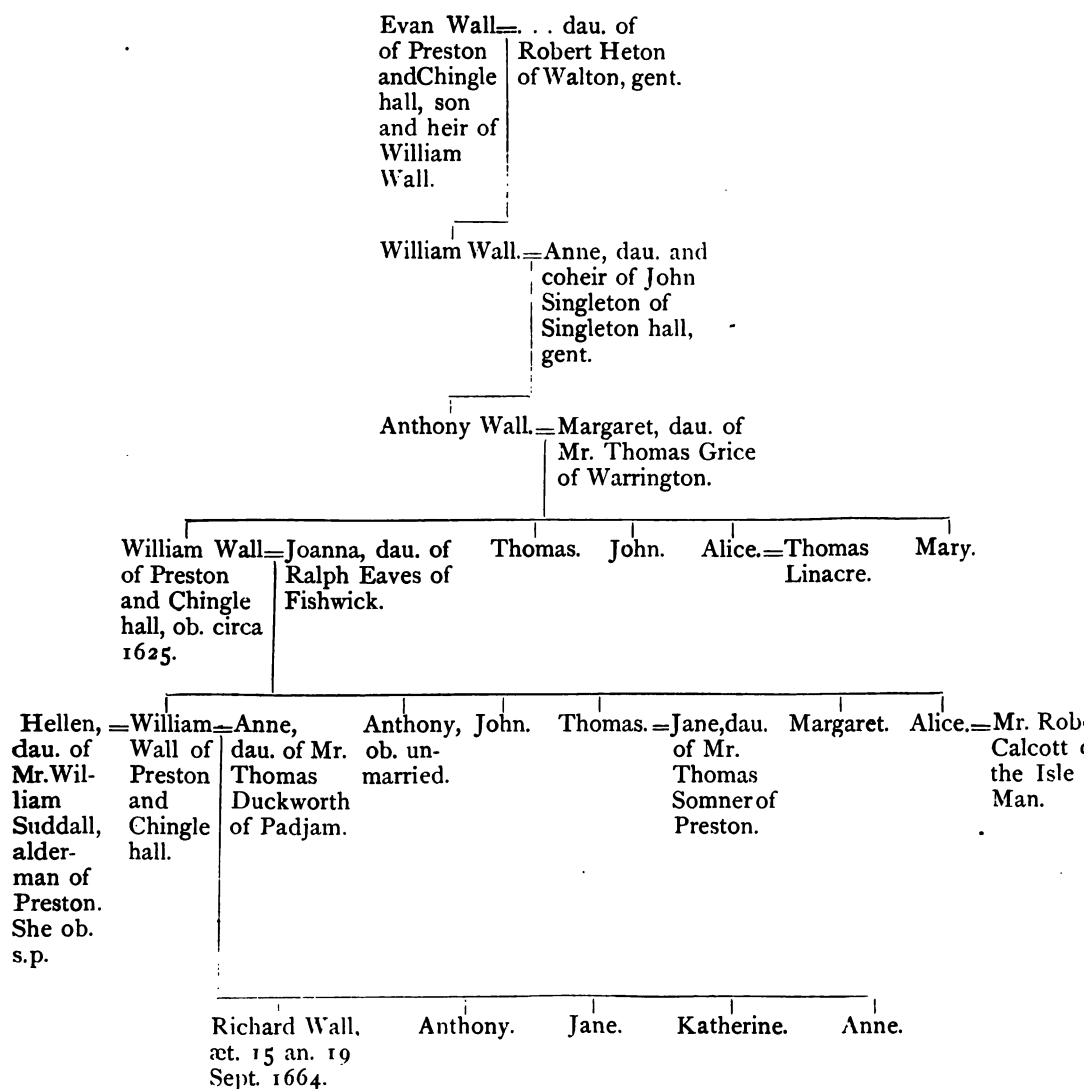 Evan Wall=. . . dau. of
of Preston
andChingle
hall, son
and heir of
William
Wall.
Robert Heton
of Walton, gent.
William Wall.=Anne, dau. and
coheir of John
Singleton of
Singleton hall,
gent.
Anthony Wall.=Margaret, dau. of
Mr. Thomas Grice
of Warrington.
William Wall=Joanna, dau. of
of Preston
and Chingle
hall, ob. circa
1625.
Ralph Eaves of
Fishwick.
Thomas.
John.
Alice.=Thomas
Linacre.
Mary.
Hellen,
dau. of
Mr.Wil-
liam
Suddall,
alder-
man of
Preston.
She ob.
s.p.
=William=
Wall of
Preston
and
Chingle
hall.
Anne,
dau. of Mr.
Thomas
Duckworth
of Padjam.
Anthony,
ob. un-
married.
John.
Thomas.=Jane,dau.
of Mr.
Thomas
Somner of
Preston.
Margaret.
Alice.=Mr.
Calcott
the Isle
Man.
Richard Wall,
æt. 15 an. 19
Sept. 1664.
Anthony.
Jane.
Katherine.
Anne.